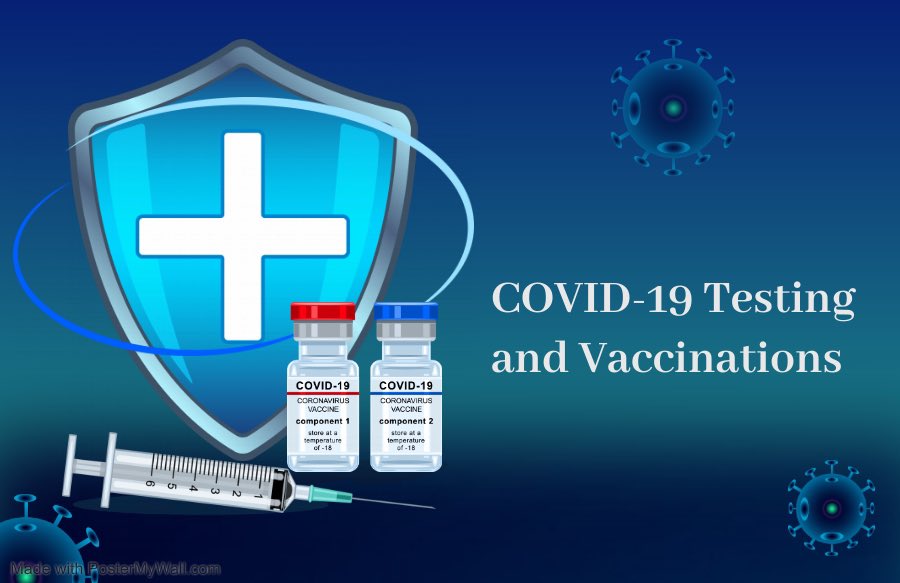 COVID-19 Testing
and Vaccinations
COVID-19
CORONAVIRUS
VACCINE
component 1
store at a
temperature
of -18
COVID-19
CORONAVIRUS
VACCINE
component 2
store at a
temperature
of -18
6 5 4 3 2 1
Made with PosterMyWall.com